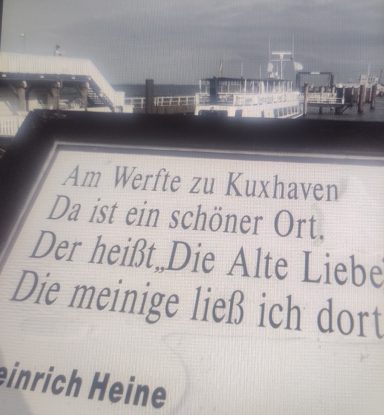 Am Werfte zu Kuxhaven
Da ist ein schöner Ort,
Der heißt„Die Alte Liebe“
Die meinige ließ ich dort
einrich Heine